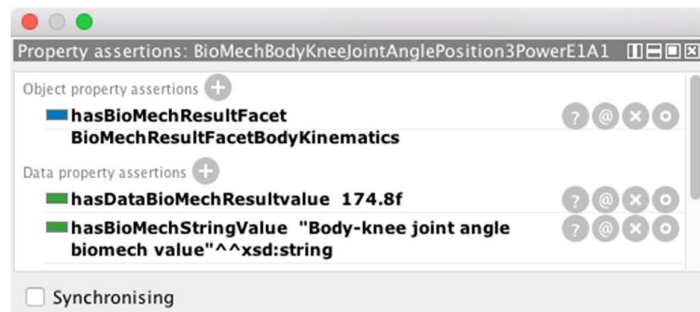 Property assertions: BioMechBodyKneeJointAnglePosition3PowerE1A1
Object property assertions
hasBioMechResultFacet
BioMechResultFacetBodyKinematics
Data property assertions
hasDataBioMechResultvalue 174.8f
hasBioMechStringValue "Body-knee joint angle
biomech value"^^xsd:string
Synchronising